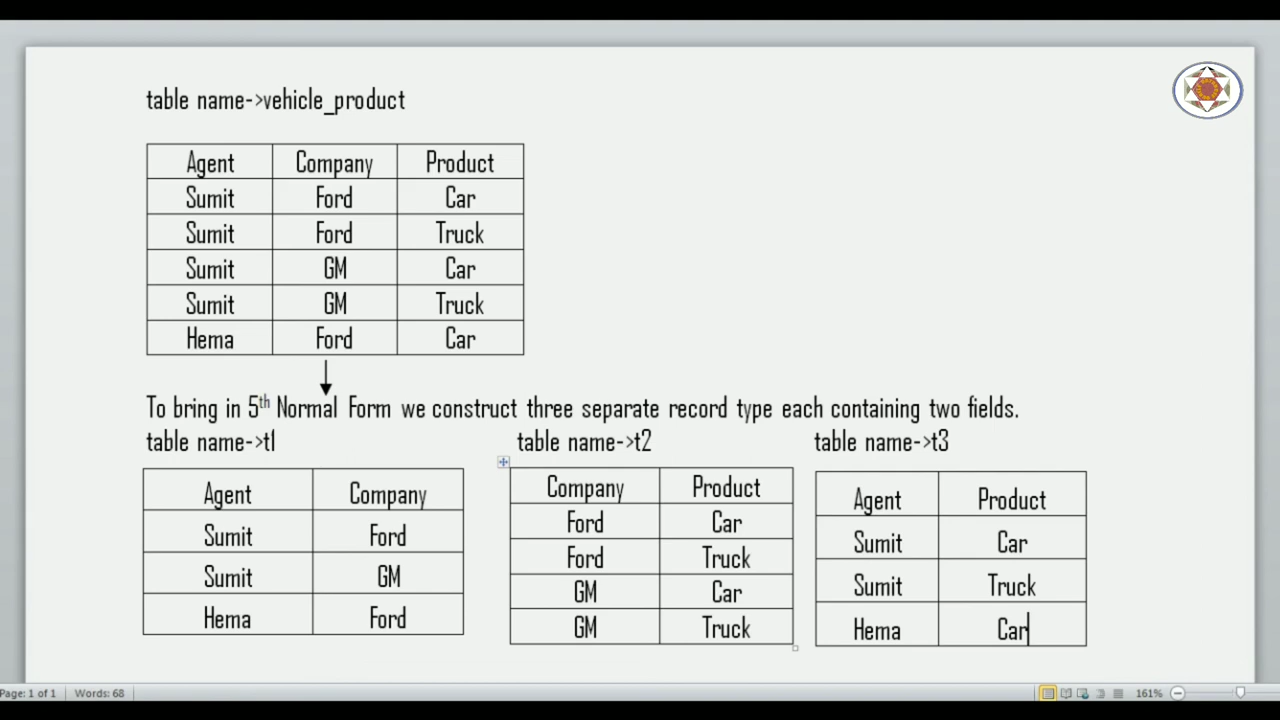 table name->vehicle_product
Agent Company Product
Sumit Ford Car
Sumit Ford Truck
Sumit GM Car
Sumit GM Truck
Hema Ford Car
To bring in 5th Normal Form we construct three separate record type each containing two fields.
table name->t1 table name->t2 table name->t3
Agent Company
Sumit Ford
Sumit GM
Hema Ford
Company Product
Ford Car
Ford Truck
GM Car
GM Truck
Agent Product
Sumit Car
Sumit Truck
Hema Car
Page: 1 of 1 Words: 68 161%